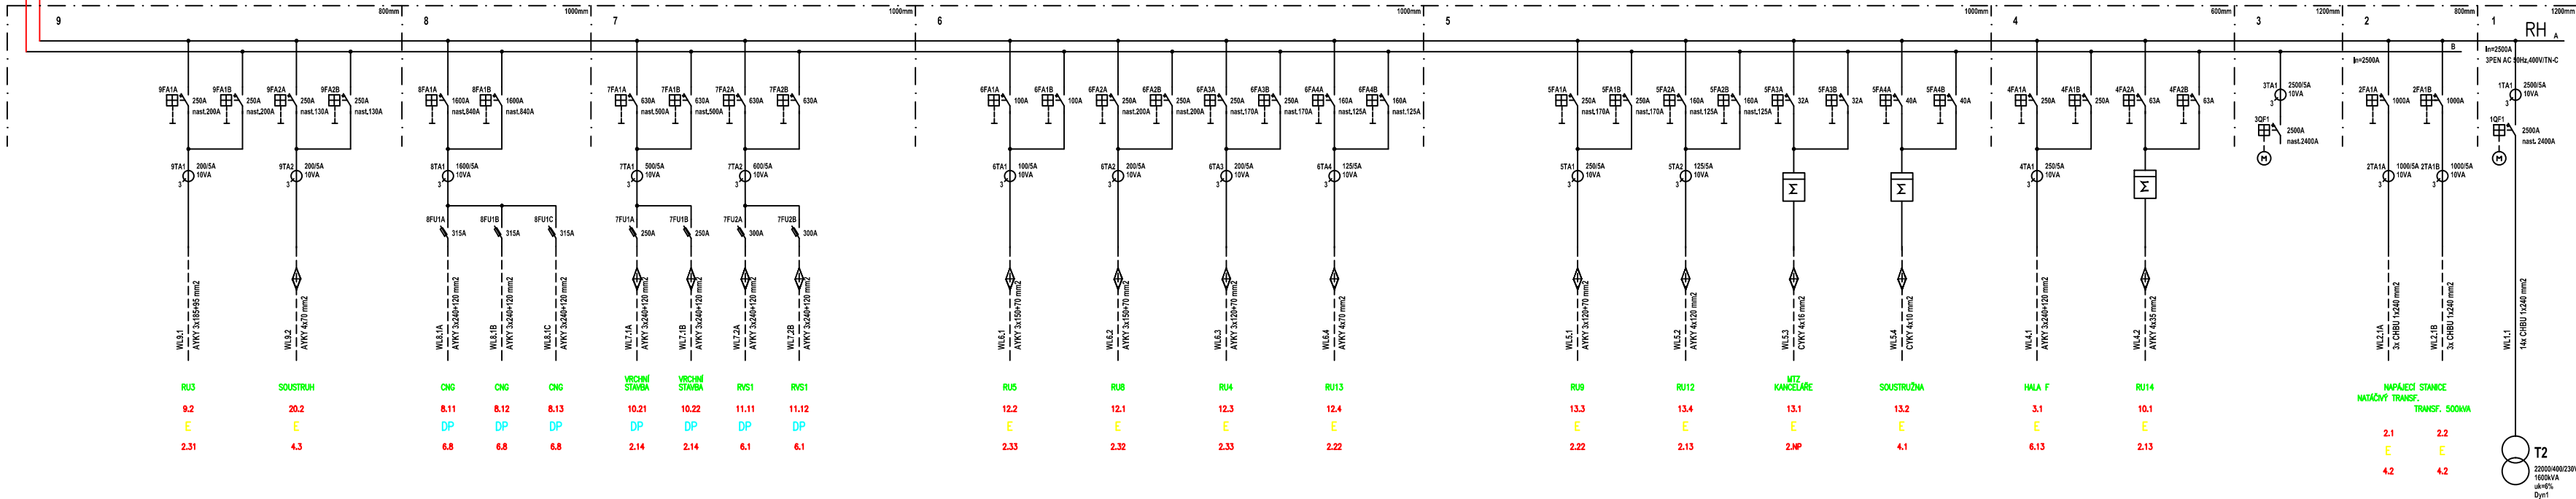 9 800mm 8 1000mm 7 1000mm 6 1000mm 5 1000mm 4 600mm 3 1200mm 2 800mm 1 1200mm
RH A
B
In=2500A
In=2500A
3PEN AC 50Hz,400V/TN-C
9FA1A 250A nast.200A
9FA1B 250A nast.200A
9FA2A 250A nast.130A
9FA2B 250A nast.130A
8FA1A 1600A nast.840A
8FA1B 1600A nast.840A
7FA1A 630A nast.500A
7FA1B 630A nast.500A
7FA2A 630A
7FA2B 630A
6FA1A 100A
6FA1B 100A
6FA2A 250A nast.200A
6FA2B 250A nast.200A
6FA3A 250A nast.170A
6FA3B 250A nast.170A
6FA4A 160A nast.125A
6FA4B 160A nast.125A
5FA1A 250A nast.170A
5FA1B 250A nast.170A
5FA2A 160A nast.125A
5FA2B 160A nast.125A
5FA3A 32A
5FA3B 32A
5FA4A 40A
5FA4B 40A
4FA1A 250A
4FA1B 250A
4FA2A 63A
4FA2B 63A
3TA1 2500/5A 10VA 3
3QF1 2500A nast.2400A M
2FA1A 1000A
2FA1B 1000A
1TA1 2500/5A 10VA 3
1QF1 2500A nast. 2400A M
9TA1 200/5A 10VA 3
9TA2 200/5A 10VA 3
8TA1 1600/5A 10VA 3
7TA1 500/5A 10VA 3
7TA2 600/5A 10VA 3
6TA1 100/5A 10VA 3
6TA2 200/5A 10VA 3
6TA3 200/5A 10VA 3
6TA4 125/5A 10VA 3
5TA1 250/5A 10VA 3
5TA2 125/5A 10VA 3
Σ
Σ
4TA1 250/5A 10VA 3
Σ
2TA1A 1000/5A 10VA 3
2TA1B 1000/5A 10VA 3
8FU1A 315A
8FU1B 315A
8FU1C 315A
7FU1A 250A
7FU1B 250A
7FU2A 300A
7FU2B 300A
WL9.1 AYKY 3x185+95 mm2
WL9.2 AYKY 4x70 mm2
WL8.1A AYKY 3x240+120 mm2
WL8.1B AYKY 3x240+120 mm2
WL8.1C AYKY 3x240+120 mm2
WL7.1A AYKY 3x240+120 mm2
WL7.1B AYKY 3x240+120 mm2
WL7.2A AYKY 3x240+120 mm2
WL7.2B AYKY 3x240+120 mm2
WL6.1 AYKY 3x150+70 mm2
WL6.2 AYKY 3x150+70 mm2
WL6.3 AYKY 3x120+70 mm2
WL6.4 AYKY 4x70 mm2
WL5.1 AYKY 3x120+70 mm2
WL5.2 AYKY 4x120 mm2
WL5.3 CYKY 4x16 mm2
WL5.4 CYKY 4x10 mm2
WL4.1 AYKY 3x240+120 mm2
WL4.2 AYKY 4x35 mm2
WL2.1A 3x CHBU 1x240 mm2
WL2.1B 3x CHBU 1x240 mm2
WL1.1 14x CHBU 1x240 mm2
RU3 SOUSTRUH CNG CNG CNG VRCHNÍ STAVBA VRCHNÍ STAVBA RVS1 RVS1 RU5 RU8 RU4 RU13 RU9 RU12 MTZ KANCELÁŘE SOUSTRUŽNA HALA F RU14 NAPÁJECÍ STANICE
NATÁČIVÝ TRANSF.
TRANSF. 500kVA
9.2 20.2 8.11 8.12 8.13 10.21 10.22 11.11 11.12 12.2 12.1 12.3 12.4 13.3 13.4 13.1 13.2 3.1 10.1 2.1 2.2
E E DP DP DP DP DP DP DP E E E E E E E E E E E E
2.31 4.3 6.8 6.8 6.8 2.14 2.14 6.1 6.1 2.33 2.32 2.33 2.22 2.22 2.13 2.NP 4.1 6.13 2.13 4.2 4.2
T2
22000/400/230V
1600kVA
uk=6%
Dyn1